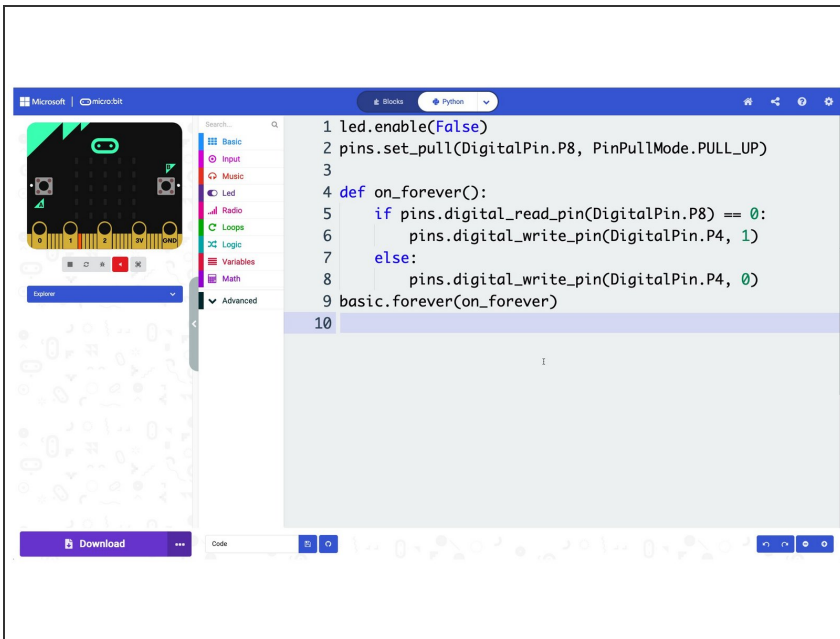 Microsoft | micro:bit
Blocks
Python
Search...
Basic
Input
Music
Led
Radio
Loops
Logic
Variables
Math
Advanced
B
A
0 1 2 3V GND
Explorer
1 led.enable(False)
2 pins.set_pull(DigitalPin.P8, PinPullMode.PULL_UP)
3
4 def on_forever():
5 if pins.digital_read_pin(DigitalPin.P8) == 0:
6 pins.digital_write_pin(DigitalPin.P4, 1)
7 else:
8 pins.digital_write_pin(DigitalPin.P4, 0)
9 basic.forever(on_forever)
10
Download
Code